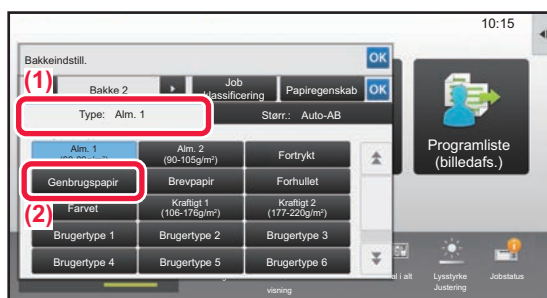 10:15
Bakkeindstill.
OK
(1)
Bakke 2
Job
klassificering
Papiregenskab
OK
Type: Alm. 1
Størr.: Auto-AB
Alm. 1
Alm. 2
(90-105g/m²)
Fortrykt
Genbrugspapir
Brevpapir
Forhullet
(2)
Farvet
Kraftigt 1
(106-176g/m²)
Kraftigt 2
(177-220g/m²)
Brugertype 1
Brugertype 2
Brugertype 3
Brugertype 4
Brugertype 5
Brugertype 6
Programliste
(billedafs.)
visning
i alt
Lysstyrke
Justering
Jobstatus